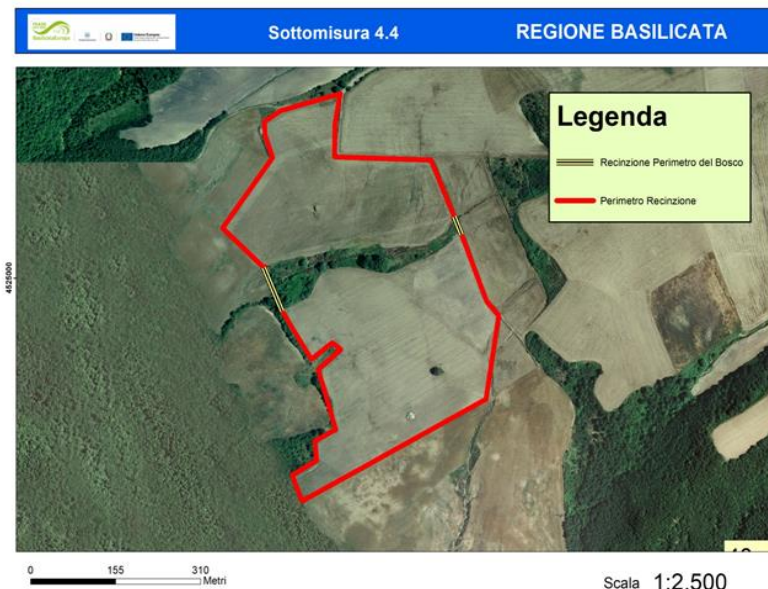 Sottomisura 4.4
REGIONE BASILICATA
Legenda
Recinzione Perimetro del Bosco
Perimetro Recinzione
4525000
0 155 310
Metri
Scala 1:2.500